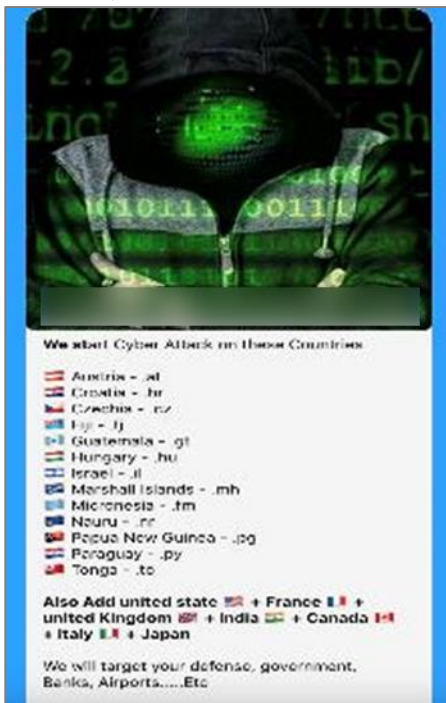 We start Cyber Attack on these Countries
Austria - .at
Croatia - .hr
Czechia - .cz
Fiji - .fj
Guatemala - .gt
Hungary - .hu
Israel - .il
Marshall Islands - .mh
Micronesia - .fm
Nauru - .nr
Papua New Guinea - .pg
Paraguay - .py
Tonga - .to
Also Add united state 🇺🇸 + France 🇫🇷 +
united Kingdom 🇬🇧 + India 🇮🇳 + Canada 🇨🇦
+ Italy 🇮🇹 + Japan
We will target your defense, government,
Banks, Airports.....Etc